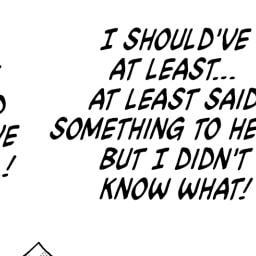 I SHOULD'VE
AT LEAST...
AT LEAST SAID
SOMETHING TO HE
BUT I DIDN'T
KNOW WHAT!